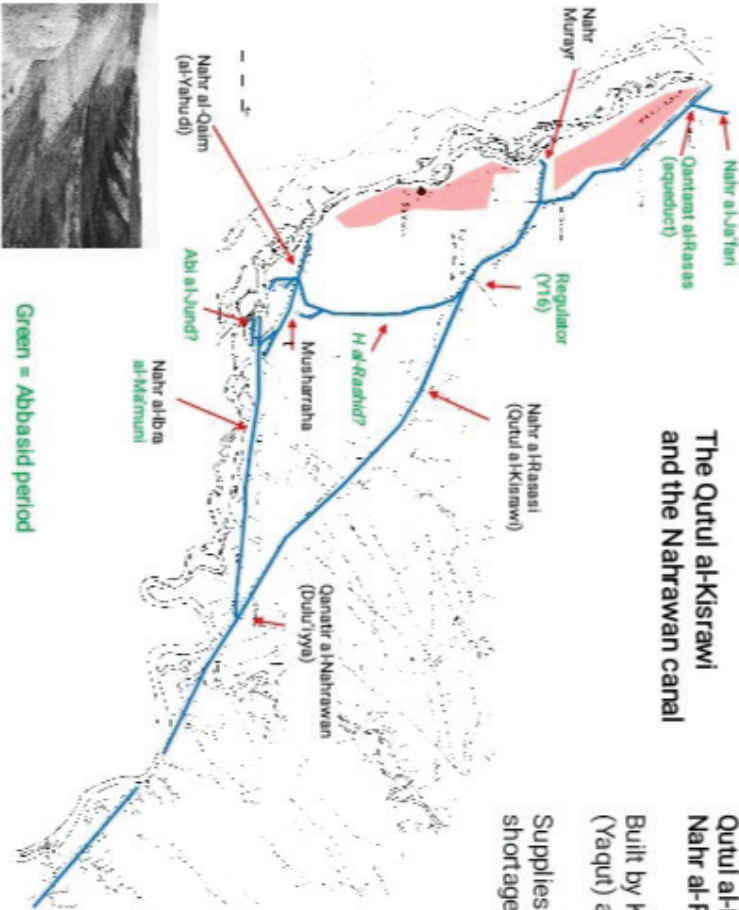 The Qutul al-Kisrawi
and the Nahrawan canal
Nahr al-Ja'fari
Qantarat al-Rasas
(aquaduct)
Nahr
Murayr
Regulator
(Y16)
Nahr al-Rasasi
(Qutul al-Kisrawi)
H al-Rashid?
Nahr al-Qaim
(al-Yahudi)
Musharraha
Abi al-Jund?
Nahr al-Ibra
al-Ma'muni
Qanatir al-Nahrawan
(Dulu'iyya)
Green = Abbasid period
Qutul al-
Nahr al-
Built by
(Yaqut)
Supplies
shortage